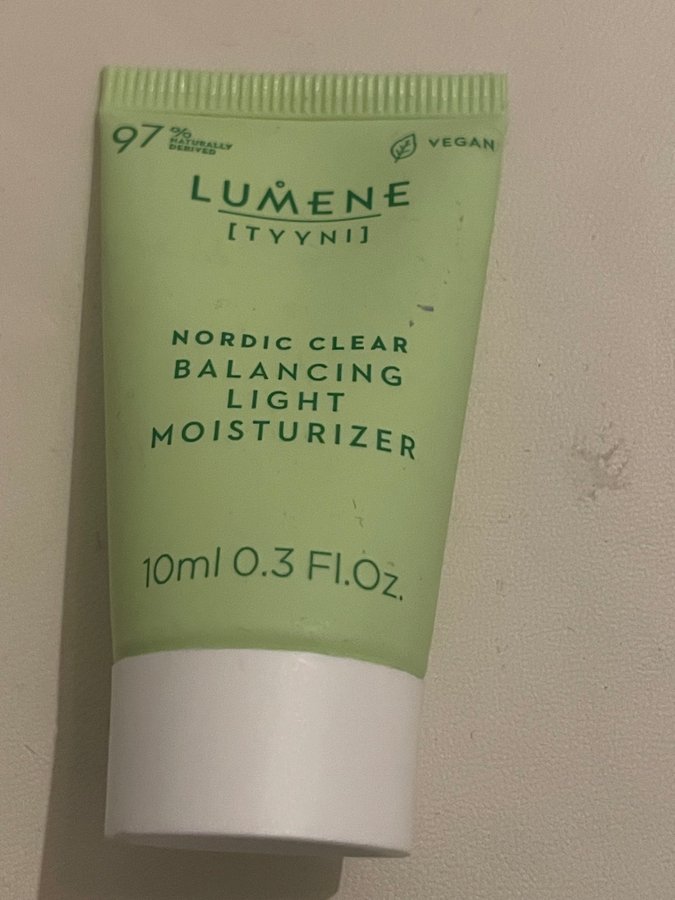 97% NATURALLY
DERIVED
VEGAN
LUMENE
[TYYNI]
NORDIC CLEAR
BALANCING
LIGHT
MOISTURIZER
10ml 0.3 Fl.Oz.